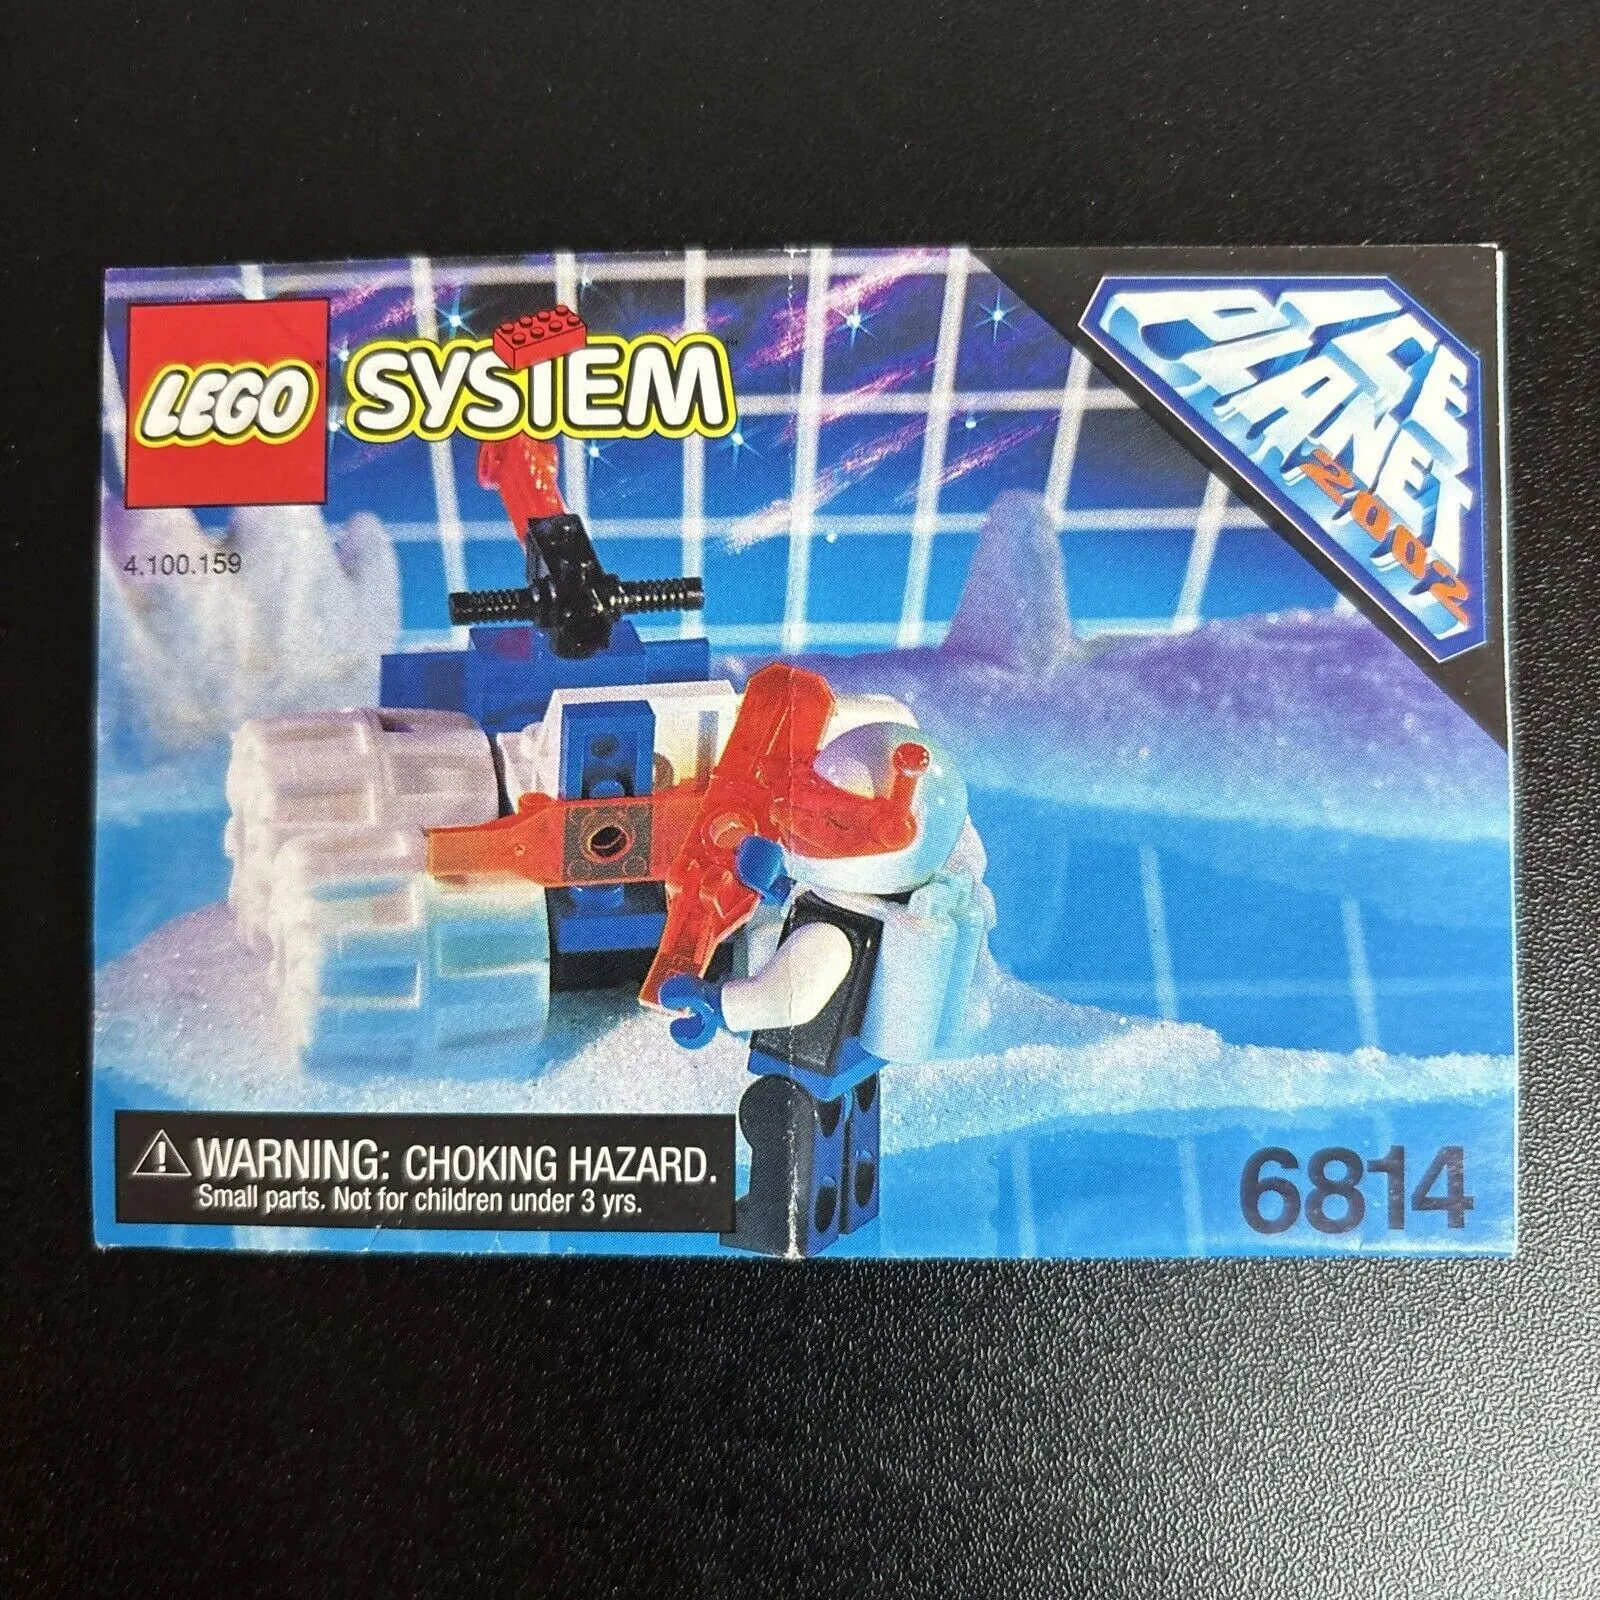 LEGO® SYSTEM™
ICE
PLANET
2002
4.100.159
WARNING: CHOKING HAZARD.
Small parts. Not for children under 3 yrs.
6814